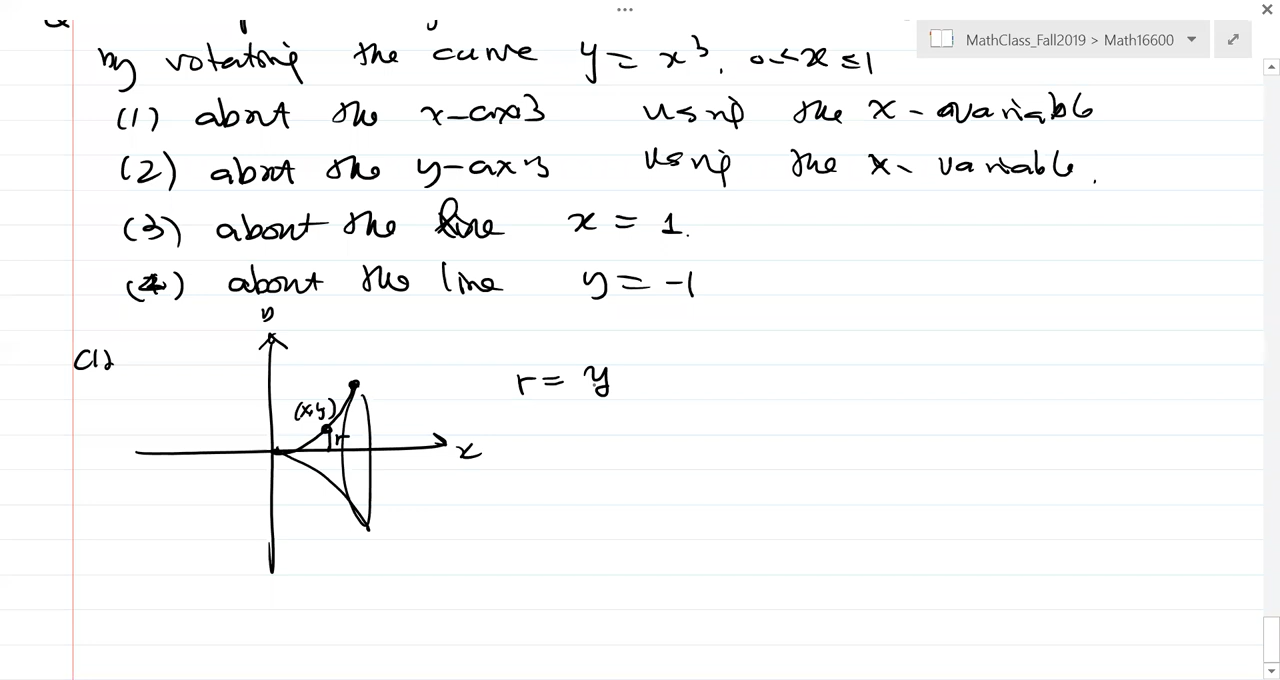 MathClass_Fall2019 > Math16600
by rotating the curve y = x³, 0 ≤ x ≤ 1
(1) about the x-axis using the x-variable
(2) about the y-axis using the x-variable.
(3) about the line x = 1.
(4) about the line y = -1
(1)
y
r = y
(x,y)
r
x